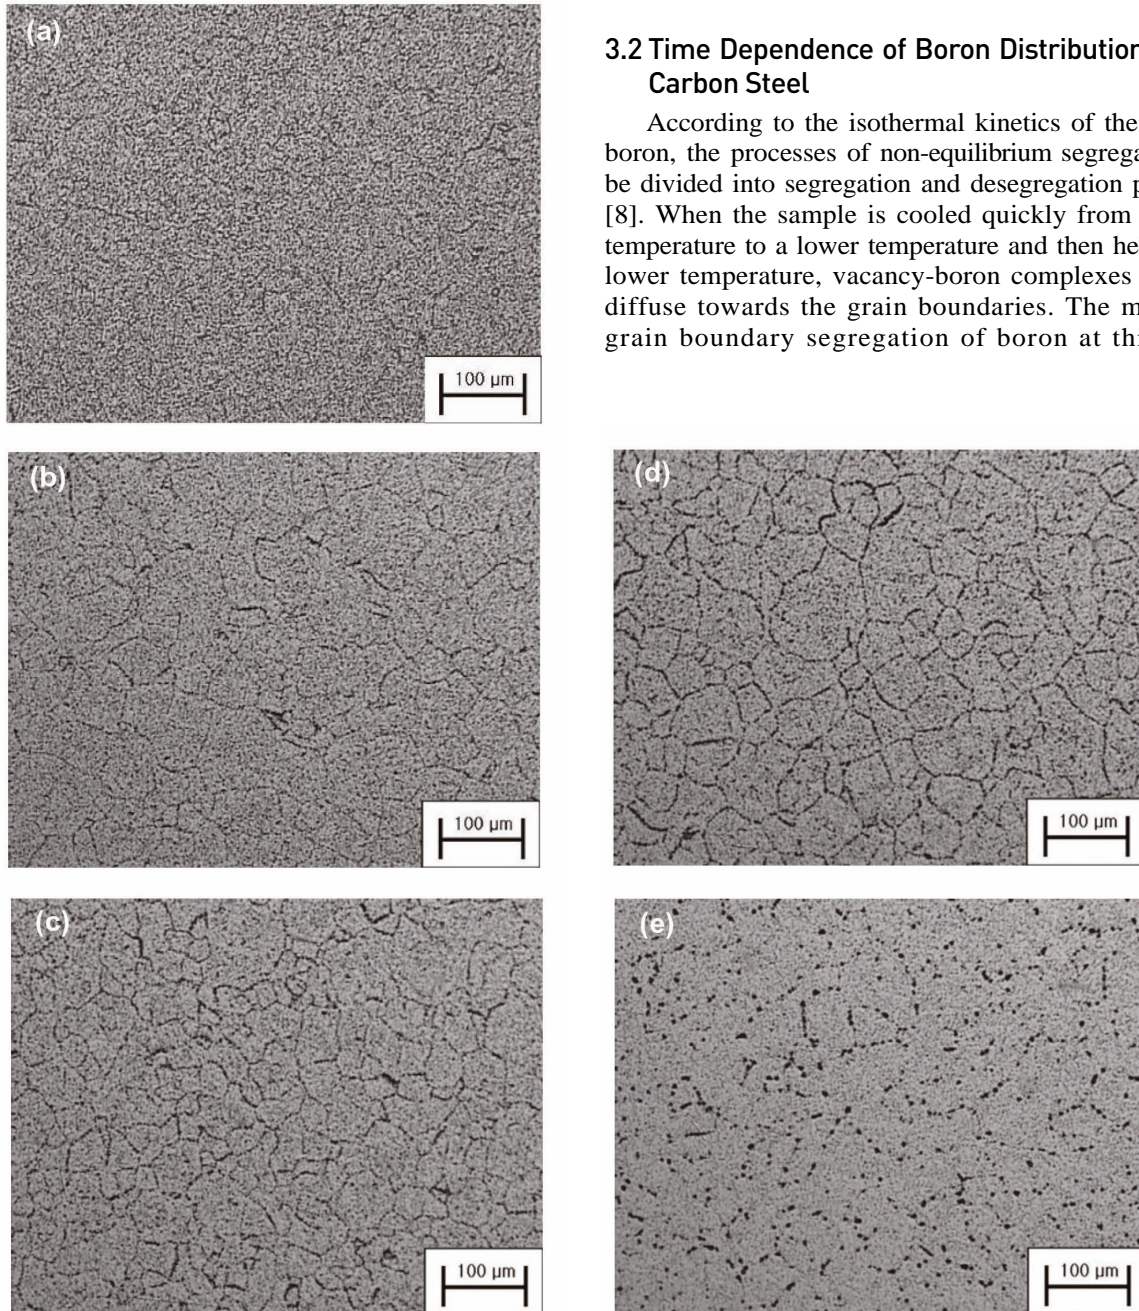 (a)
100 µm
3.2 Time Dependence of Boron Distribution
Carbon Steel
According to the isothermal kinetics of the
boron, the processes of non-equilibrium segrega
be divided into segregation and desegregation p
[8]. When the sample is cooled quickly from
temperature to a lower temperature and then he
lower temperature, vacancy-boron complexes
diffuse towards the grain boundaries. The m
grain boundary segregation of boron at thi
(b)
100 µm
(c)
100 µm
(d)
100 µm
(e)
100 µm